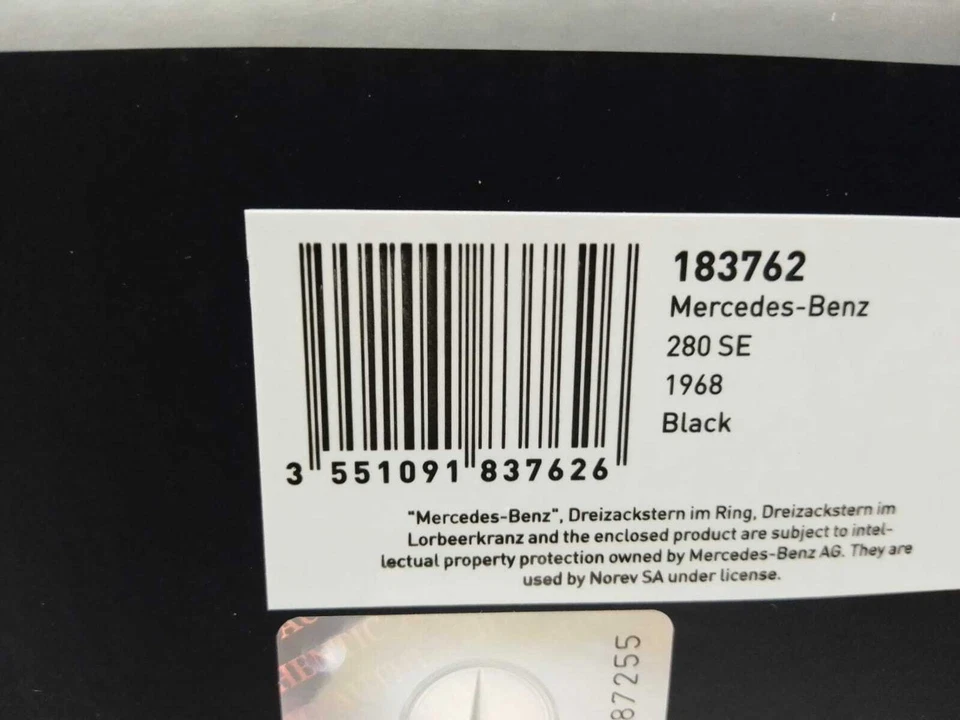 183762
Mercedes-Benz
280 SE
1968
Black
3 551091 837626
"Mercedes-Benz", Dreizackstern im Ring, Dreizackstern im
Lorbeerkranz and the enclosed product are subject to intel-
lectual property protection owned by Mercedes-Benz AG. They are
used by Norev SA under license.
87255